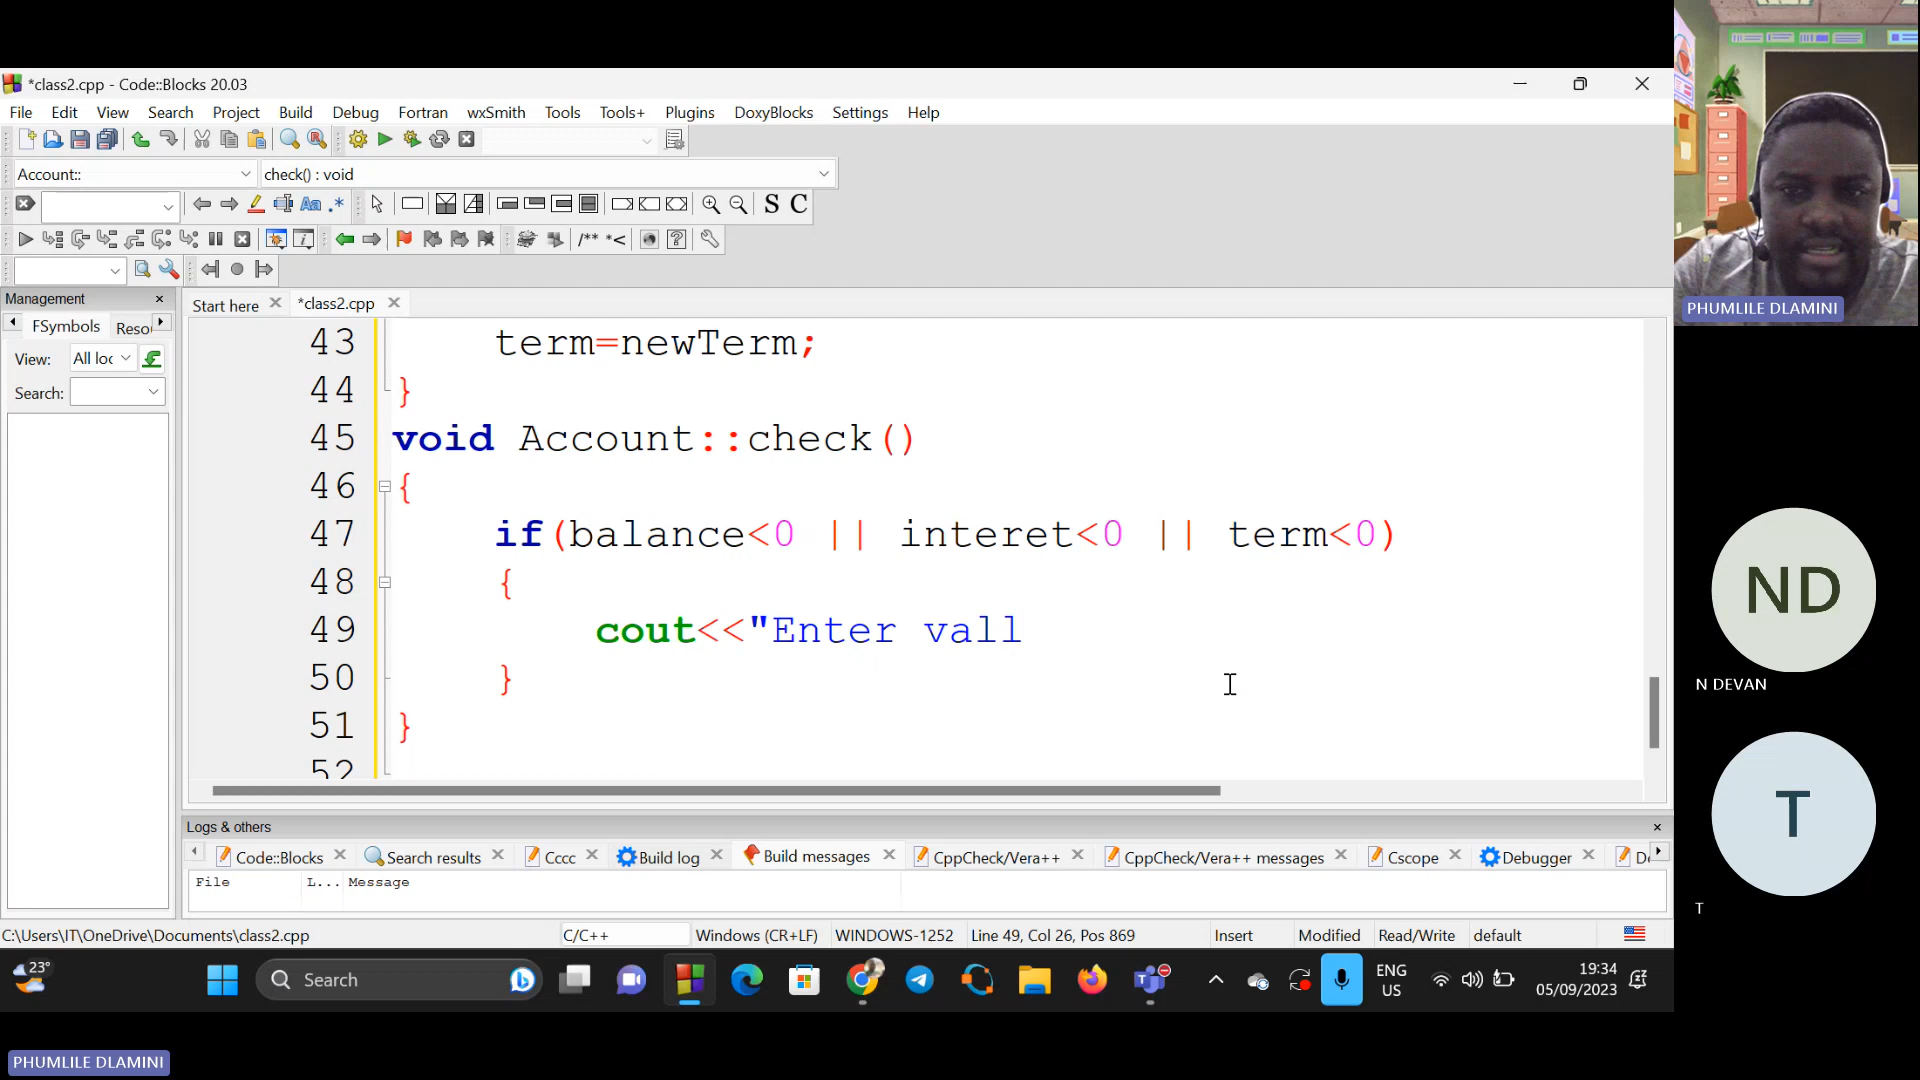 *class2.cpp - Code::Blocks 20.03
File Edit View Search Project Build Debug Fortran wxSmith Tools Tools+ Plugins DoxyBlocks Settings Help
Account:: check() : void
S C
/** *<
Management
Start here *class2.cpp
FSymbols Reso
View: All loc
Search:
43 term=newTerm;
44 }
45 void Account::check()
46 {
47 if(balance<0 || interet<0 || term<0)
48 {
49 cout<<"Enter vall
50 }
51 }
52
Logs & others
Code::Blocks Search results Cccc Build log Build messages CppCheck/Vera++ CppCheck/Vera++ messages Cscope Debugger
File L... Message
C:\Users\IT\OneDrive\Documents\class2.cpp C/C++ Windows (CR+LF) WINDOWS-1252 Line 49, Col 26, Pos 869 Insert Modified Read/Write default
23°
Search
ENG
US
19:34
05/09/2023
PHUMLILE DLAMINI
ND
N DEVAN
T
T
PHUMLILE DLAMINI